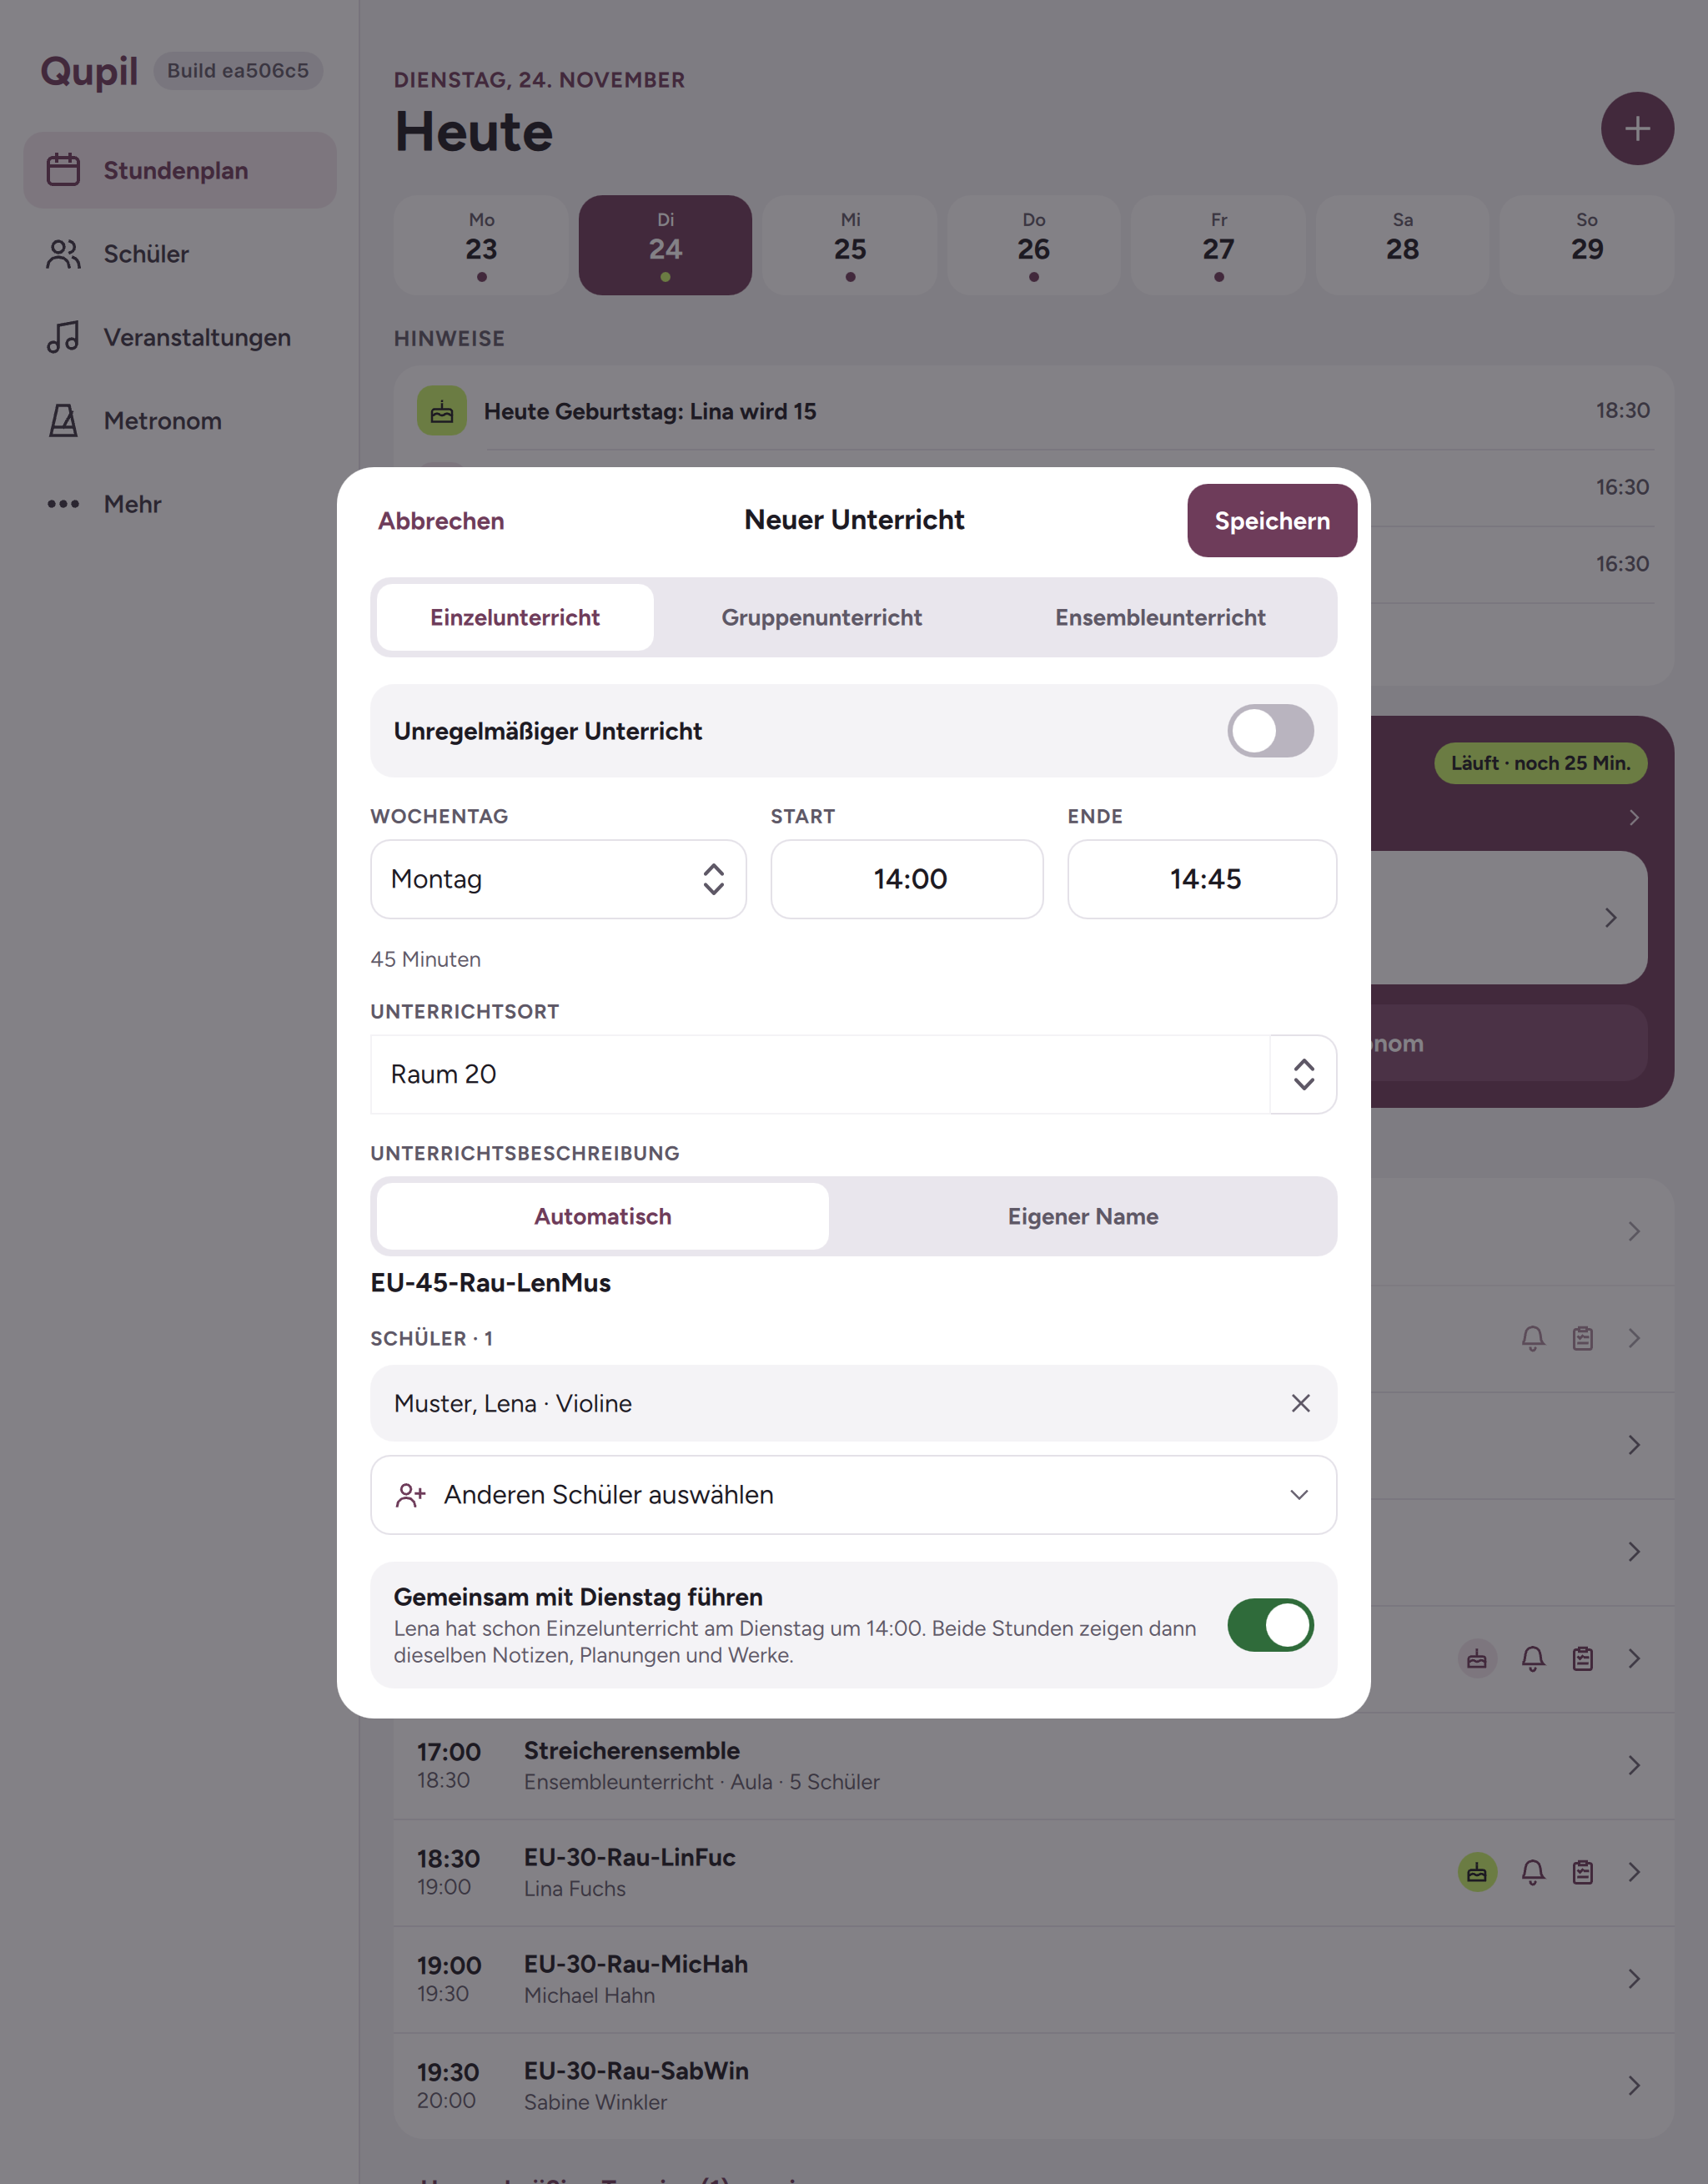 Qupil
Build ea506c5
Stundenplan
Schüler
Veranstaltungen
Metronom
Mehr
DIENSTAG, 24. NOVEMBER
Heute
Mo
23
Di
24
Mi
25
Do
26
Fr
27
Sa
28
So
29
HINWEISE
Heute Geburtstag: Lina wird 15
18:30
16:30
16:30
Läuft · noch 25 Min.
Abbrechen
Neuer Unterricht
Speichern
Einzelunterricht
Gruppenunterricht
Ensembleunterricht
Unregelmäßiger Unterricht
WOCHENTAG
START
ENDE
Montag
14:00
14:45
45 Minuten
UNTERRICHTSORT
Raum 20
UNTERRICHTSBESCHREIBUNG
Automatisch
Eigener Name
EU-45-Rau-LenMus
SCHÜLER · 1
Muster, Lena · Violine
Anderen Schüler auswählen
Gemeinsam mit Dienstag führen
Lena hat schon Einzelunterricht am Dienstag um 14:00. Beide Stunden zeigen dann
dieselben Notizen, Planungen und Werke.
17:00
18:30
Streicherensemble
Ensembleunterricht · Aula · 5 Schüler
18:30
19:00
EU-30-Rau-LinFuc
Lina Fuchs
19:00
19:30
EU-30-Rau-MicHah
Michael Hahn
19:30
20:00
EU-30-Rau-SabWin
Sabine Winkler